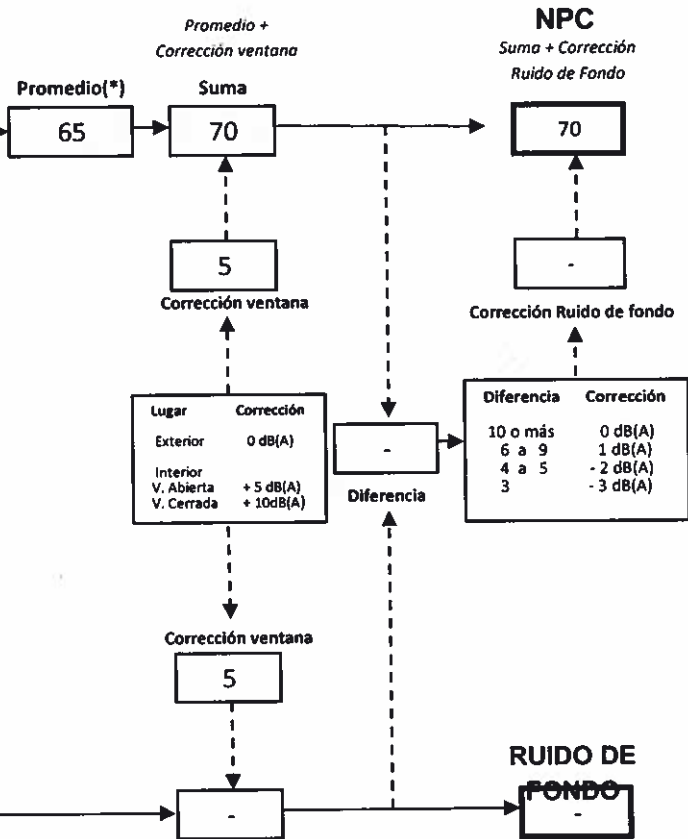 NPC
Promedio +
Corrección ventana
Suma + Corrección
Ruido de Fondo
Promedio(*)
Suma
65
70
70
5
-
Corrección ventana
Corrección Ruido de fondo
Lugar Corrección
Exterior 0 dB(A)
Interior
V. Abierta + 5 dB(A)
V. Cerrada + 10dB(A)
-
Diferencia
Diferencia Corrección
10 o más 0 dB(A)
6 a 9 1 dB(A)
4 a 5 - 2 dB(A)
3 - 3 dB(A)
Corrección ventana
5
-
RUIDO DE
FONDO
-